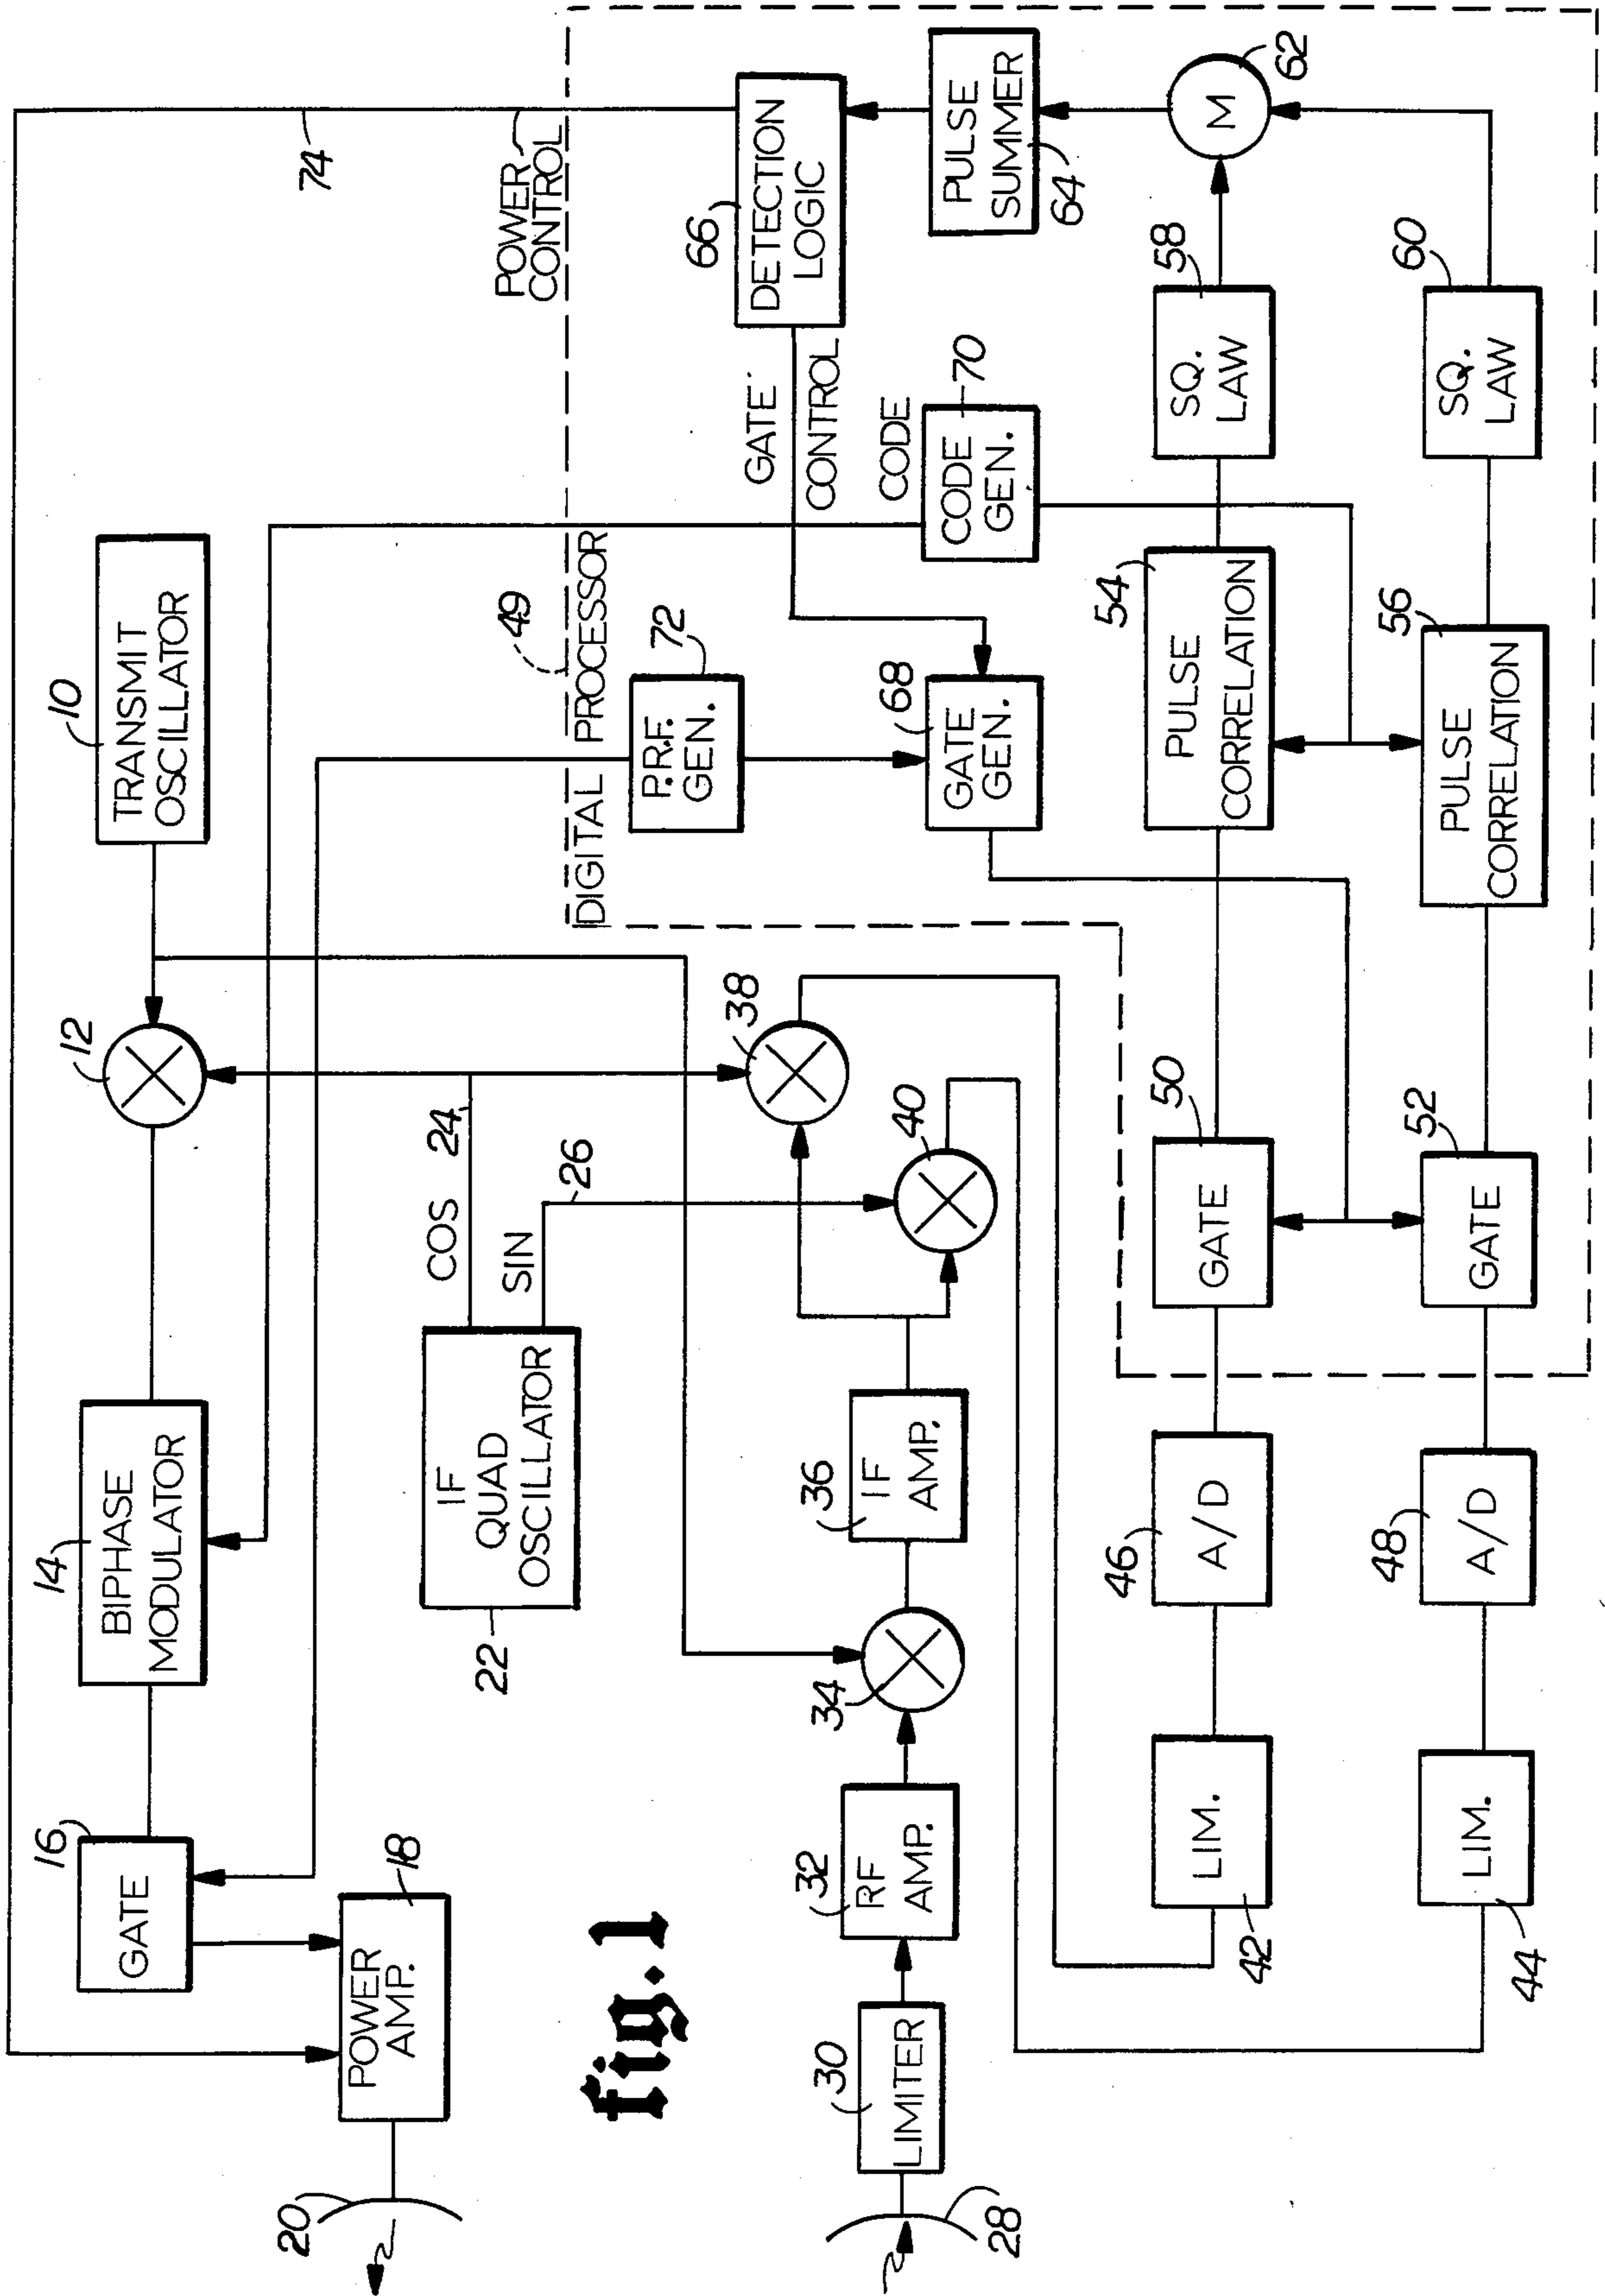 10
TRANSMIT
OSCILLATOR
12
14
BIPHASE
MODULATOR
16
GATE
18
POWER
AMP.
20
74
POWER
CONTROL
49
DIGITAL PROCESSOR
72
P.R.F.
GEN.
66
DETECTION
LOGIC
GATE
CONTROL
CODE
70
CODE
GEN.
68
GATE
GEN.
PULSE
SUMMER
64
M
62
22
IF
QUAD
OSCILLATOR
COS
24
SIN
26
38
40
28
30
LIMITER
32
RF
AMP.
34
36
IF
AMP.
42
LIM.
46
A/D
50
GATE
54
PULSE
CORRELATION
58
SQ.
LAW
44
LIM.
48
A/D
52
GATE
56
PULSE
CORRELATION
60
SQ.
LAW
fig.1